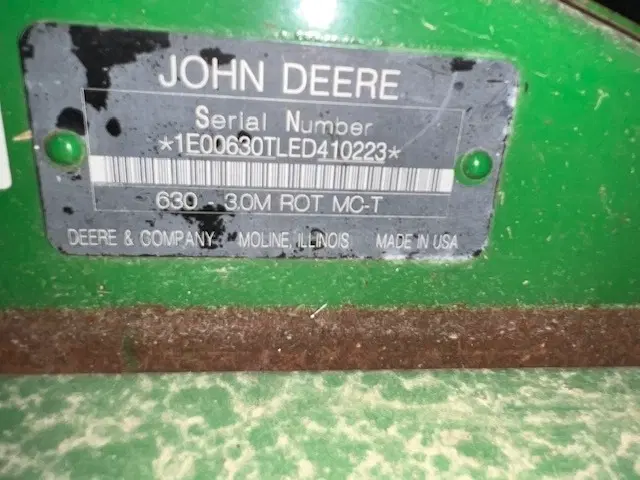 JOHN DEERE
Serial Number
*1E00630TLED410223*
630 - 3.0M ROT MC-T
DEERE & COMPANY MOLINE, ILLINOIS MADE IN USA